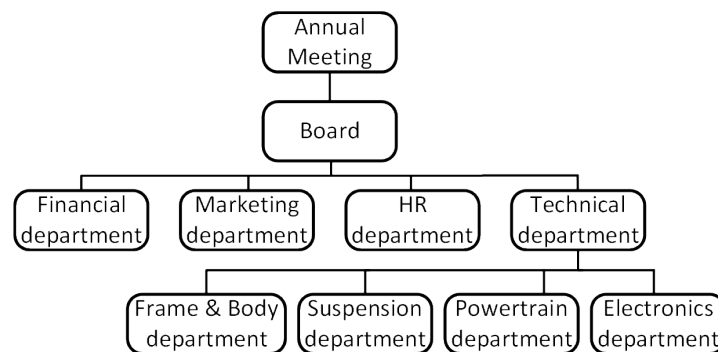 Annual
Meeting
Board
Financial
department
Marketing
department
HR
department
Technical
department
Frame & Body
department
Suspension
department
Powertrain
department
Electronics
department